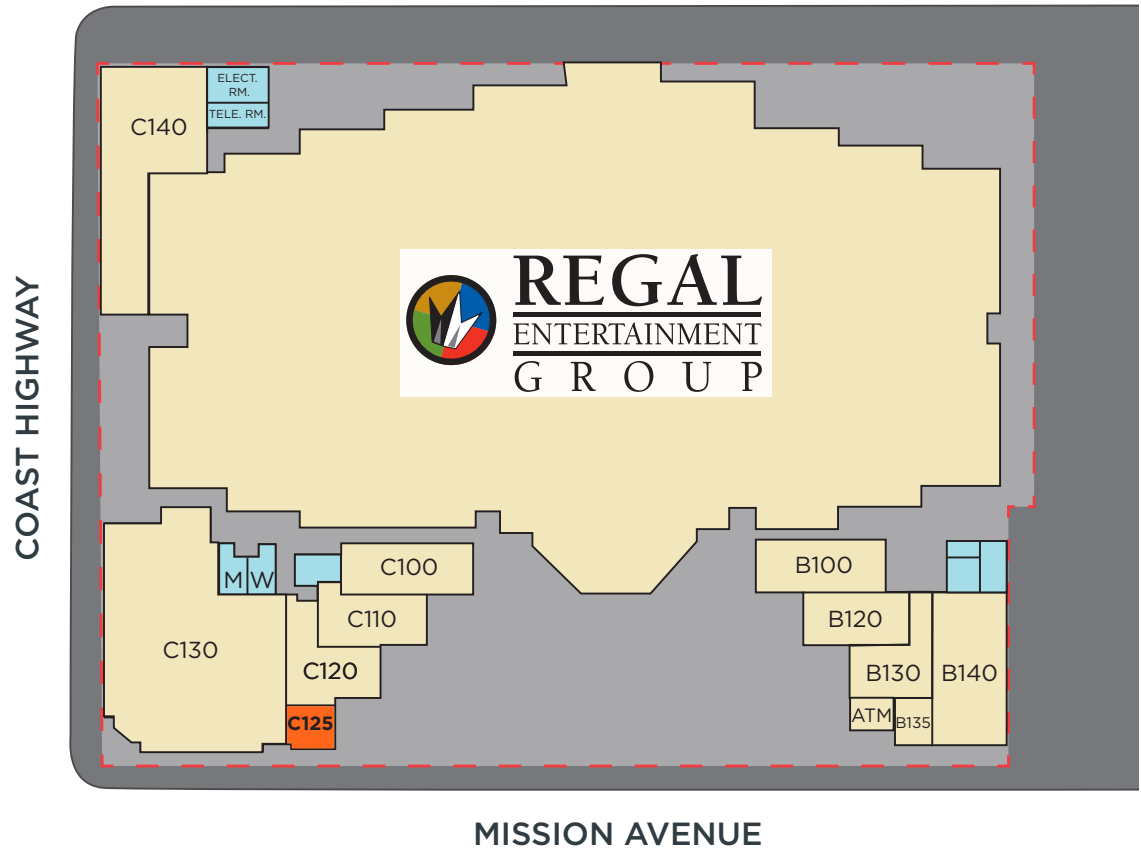 ELECT.
RM.
TELE. RM.
C140
REGAL
ENTERTAINMENT
GROUP
COAST HIGHWAY
M
W
C100
C110
C130
C120
C125
B100
B120
B130
B140
ATM
B135
MISSION AVENUE